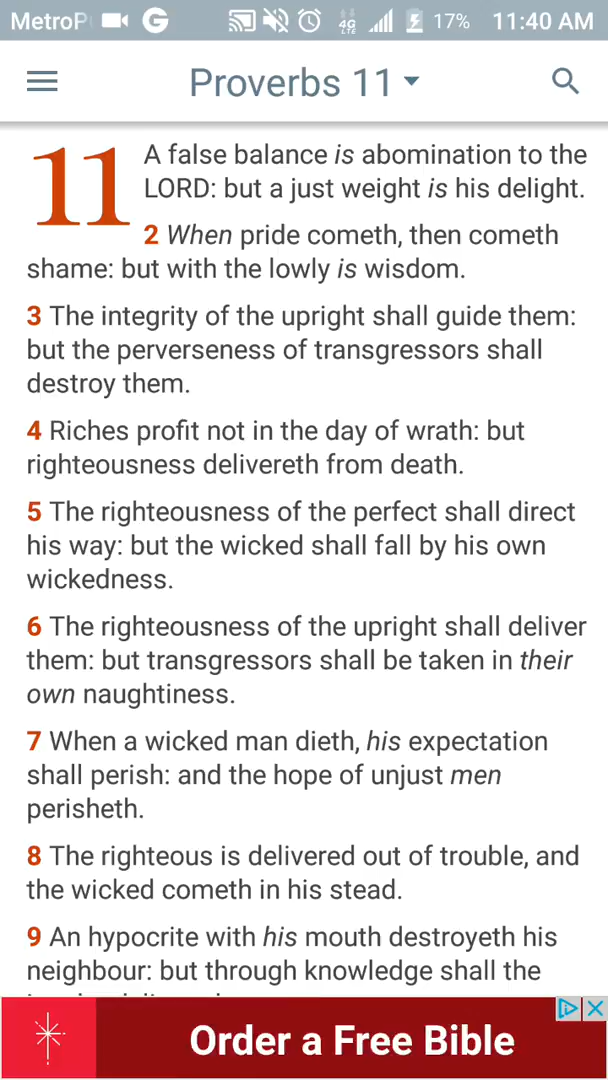 MetroP
G
4G
LTE
17%
11:40 AM
Proverbs 11
11
A false balance is abomination to the
LORD: but a just weight is his delight.
2 When pride cometh, then cometh
shame: but with the lowly is wisdom.
3 The integrity of the upright shall guide them:
but the perverseness of transgressors shall
destroy them.
4 Riches profit not in the day of wrath: but
righteousness delivereth from death.
5 The righteousness of the perfect shall direct
his way: but the wicked shall fall by his own
wickedness.
6 The righteousness of the upright shall deliver
them: but transgressors shall be taken in their
own naughtiness.
7 When a wicked man dieth, his expectation
shall perish: and the hope of unjust men
perisheth.
8 The righteous is delivered out of trouble, and
the wicked cometh in his stead.
9 An hypocrite with his mouth destroyeth his
neighbour: but through knowledge shall the
Order a Free Bible